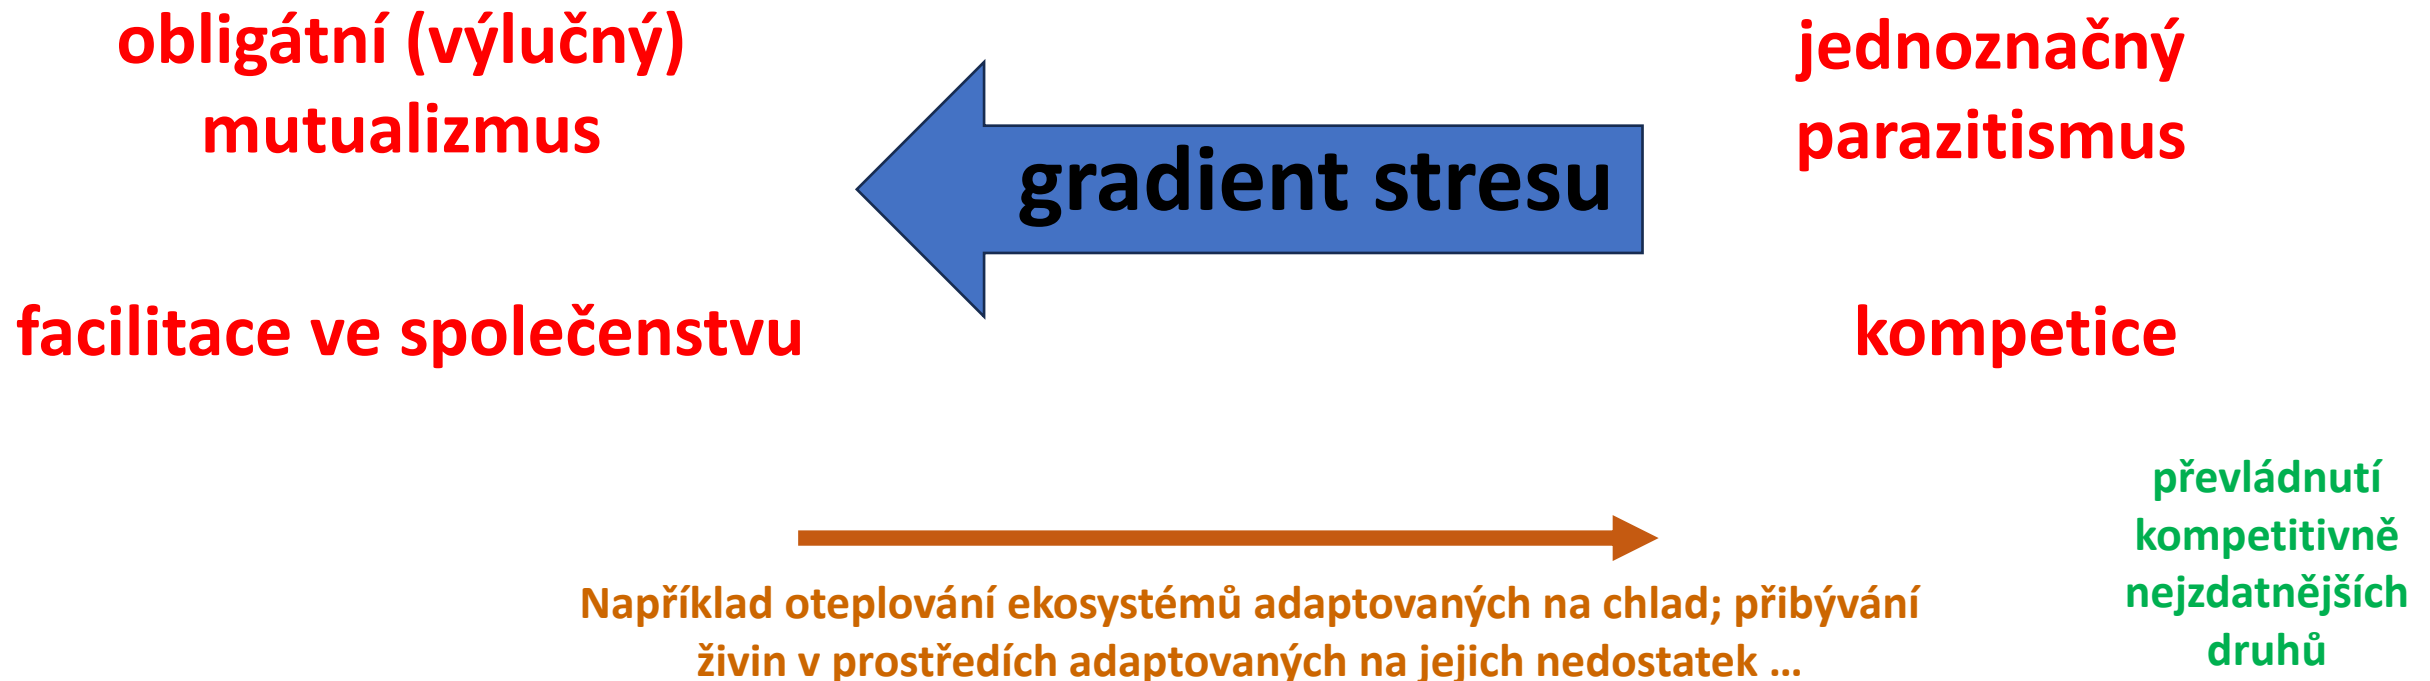 obligátní (výlučný)
mutualizmus
jednoznačný
parazitismus
gradient stresu
facilitace ve společenstvu
kompetice
převládnutí
kompetitivně
nejzdatnějších
druhů
Například oteplování ekosystémů adaptovaných na chlad; přibývání
živin v prostředích adaptovaných na jejich nedostatek ...